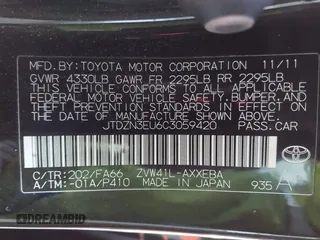 MFD.BY:TOYOTA MOTOR CORPORATION 11/11
GVWR 4330LB GAWR FR 2295LB RR 2295LB
THIS VEHICLE CONFORMS TO ALL APPLICABLE
FEDERAL MOTOR VEHICLE SAFETY, BUMPER, AND
THEFT PREVENTION STANDARDS IN EFFECT ON
THE DATE OF MANUFACTURE SHOWN ABOVE.
JTDZN3EU6C3059420 PASS. CAR
C/TR:202/FA66 ZVW41L-AXXEBA
A/TM:-01A/P410 MADE IN JAPAN 935 A
TOYOTA
DREAMBID